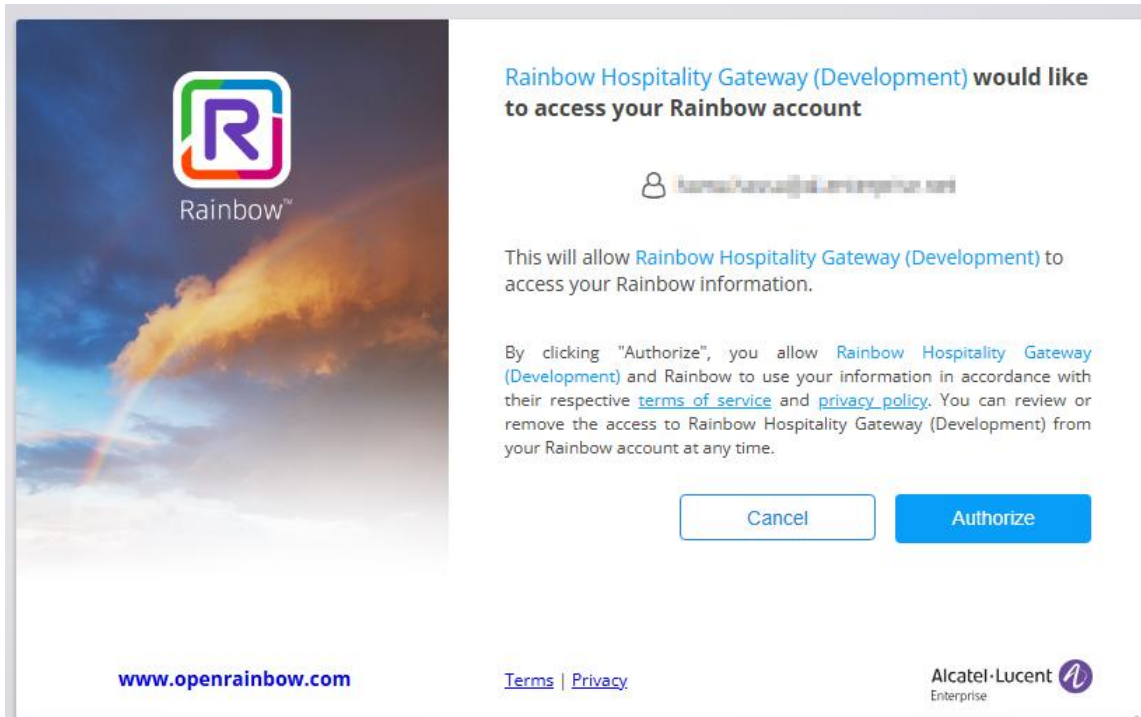 Rainbow™
Rainbow Hospitality Gateway (Development) would like
to access your Rainbow account
This will allow Rainbow Hospitality Gateway (Development) to
access your Rainbow information.
By clicking "Authorize", you allow Rainbow Hospitality Gateway
(Development) and Rainbow to use your information in accordance with
their respective terms of service and privacy policy. You can review or
remove the access to Rainbow Hospitality Gateway (Development) from
your Rainbow account at any time.
Cancel
Authorize
www.openrainbow.com
Terms | Privacy
Alcatel·Lucent
Enterprise